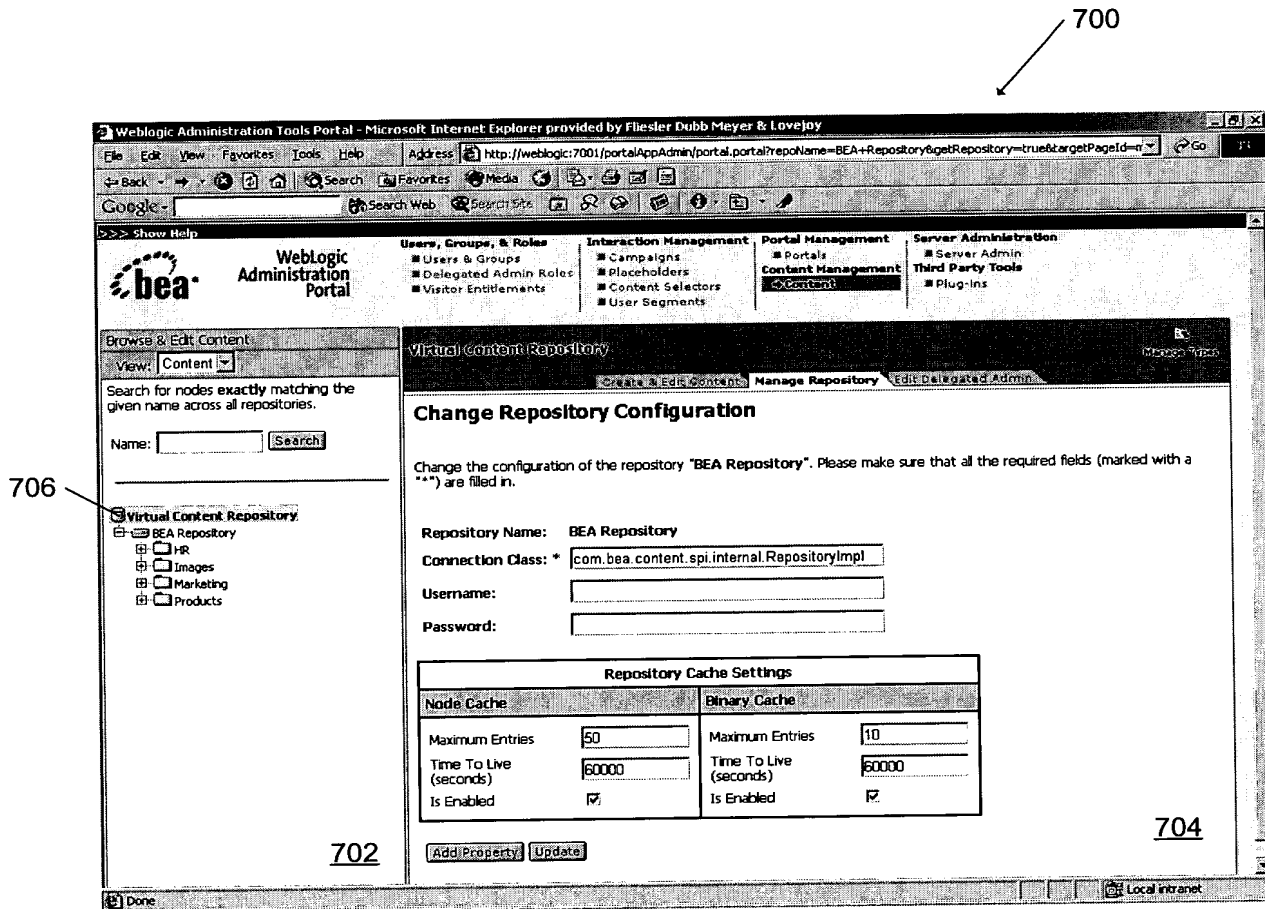 700
Weblogic Administration Tools Portal - Microsoft Internet Explorer provided by Fliesler Dubb Meyer & Lovejoy
File Edit View Favorites Tools Help Address http://weblogic:7001/portalAppAdmin/portal.portal?repoName=BEA+Repository&getRepository=true&targetPageId=m Go
Back Search Favorites Media
Google Search Web Search Site
>>> Show Help
bea
WebLogic
Administration
Portal
Users, Groups, & Roles
Users & Groups
Delegated Admin Roles
Visitor Entitlements
Interaction Management
Campaigns
Placeholders
Content Selectors
User Segments
Portal Management
Portals
Content Management
Content
Server Administration
Server Admin
Third Party Tools
Plug-ins
Browse & Edit Content
View: Content
Search for nodes exactly matching the
given name across all repositories.
Name: Search
706
Virtual Content Repository
BEA Repository
HR
Images
Marketing
Products
702
Virtual Content Repository
Manage Types
Create & Edit Content Manage Repository Edit Delegated Admin
Change Repository Configuration
Change the configuration of the repository "BEA Repository". Please make sure that all the required fields (marked with a
"*") are filled in.
Repository Name: BEA Repository
Connection Class: * com.bea.content.spi.internal.RepositoryImpl
Username:
Password:
Repository Cache Settings
Node Cache Binary Cache
Maximum Entries 50 Maximum Entries 10
Time To Live
(seconds) 60000 Time To Live
(seconds) 60000
Is Enabled Is Enabled
704
Add Property Update
Done Local intranet